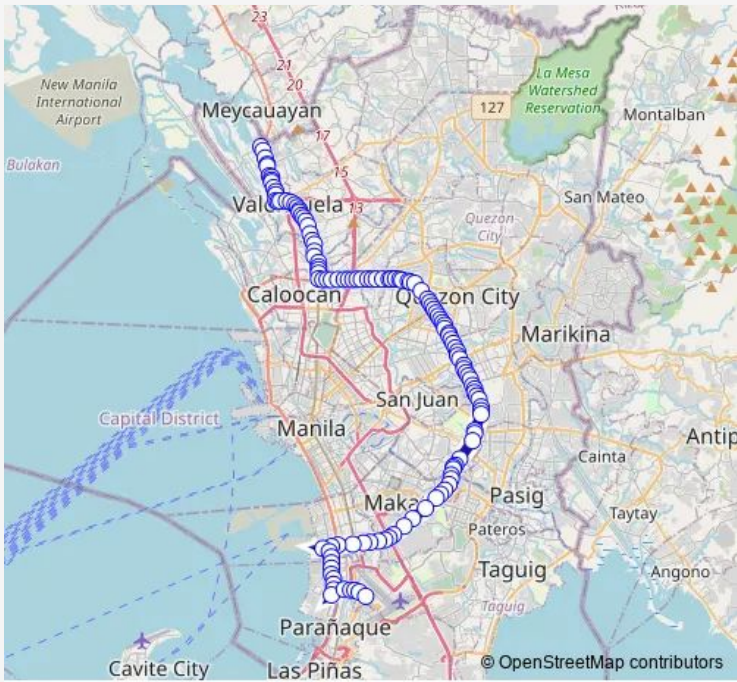 23
21
20
New Manila
International
Airport
Meycauayan
17
127
La Mesa
Watershed
Reservation
Montalban
Bulakan
15
San Mateo
13
Quezon
City
Caloocan
Quezon City
Marikina
San Juan
Capital District
Manila
Antip
Cainta
Maka
Pasig
Taytay
Pateros
Taguig
Angono
Taguig
Parañaque
Cavite City
Las Piñas
© OpenStreetMap contributors